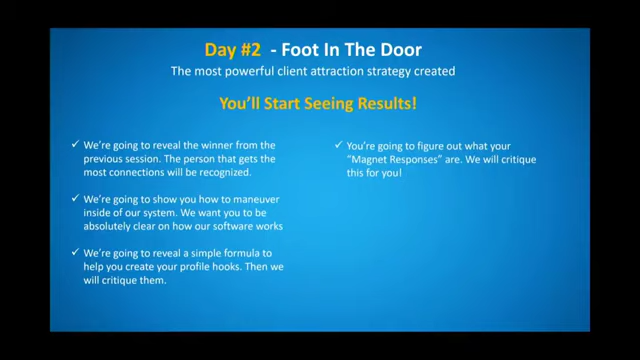 Day #2 - Foot In The Door
The most powerful client attraction strategy created
You'll Start Seeing Results!
✓ We're going to reveal the winner from the
previous session. The person that gets the
most connections will be recognized.
✓ We're going to show you how to maneuver
inside of our system. We want you to be
absolutely clear on how our software works
✓ We're going to reveal a simple formula to
help you create your profile hooks. Then we
will critique them.
✓ You're going to figure out what your
“Magnet Responses” are. We will critique
this for you!